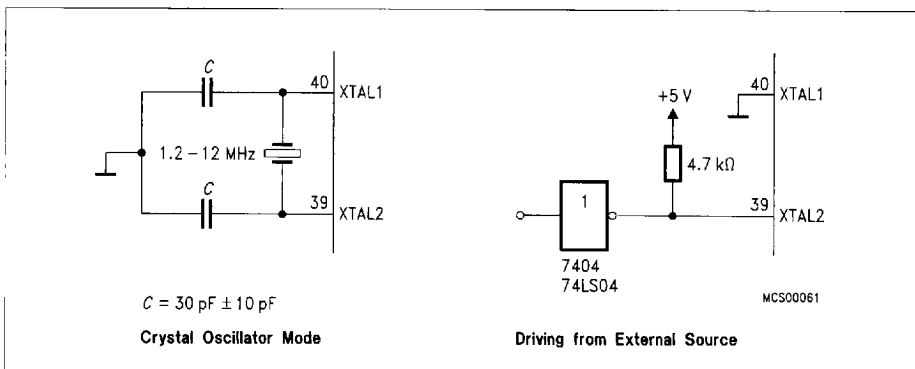 C
40
XTAL1
1.2 – 12 MHz
C
39
XTAL2
C = 30 pF ± 10 pF
Crystal Oscillator Mode
+5 V
40
XTAL1
4.7 kΩ
1
39
XTAL2
7404
74LS04
MCS00061
Driving from External Source